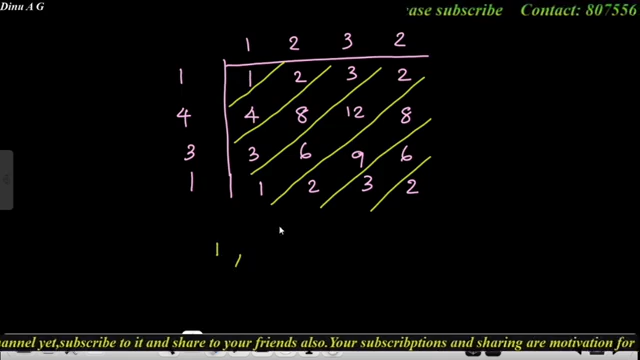 Dinu A G
ase subscribe Contact: 807556
1 2 3 2
1 1 2 3 2
4 4 8 12 8
3 3 6 9 6
1 1 2 3 2
1,
hannel yet,subscribe to it and share to your friends also.Your subscribptions and sharing are motivation for